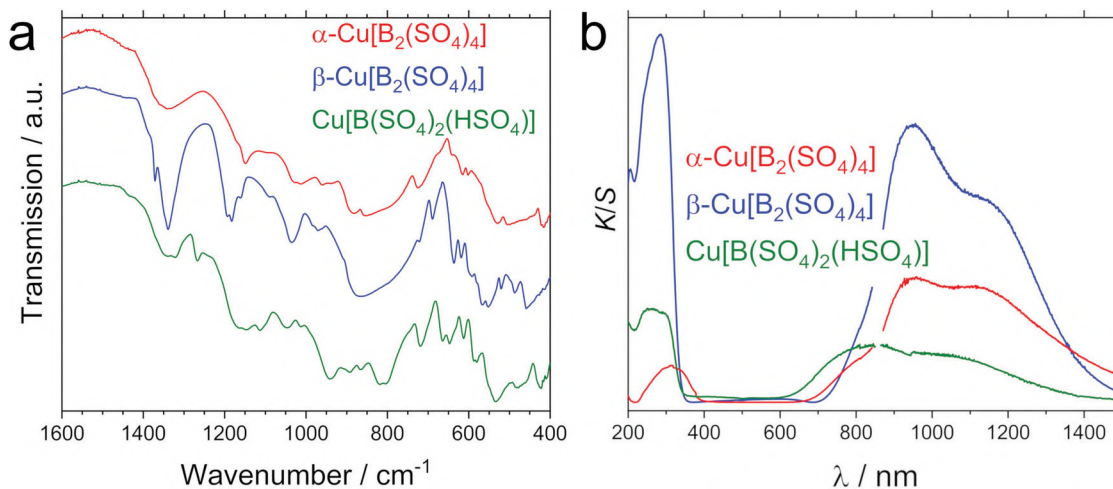 a
α-Cu[B₂(SO₄)₄]
β-Cu[B₂(SO₄)₄]
Cu[B(SO₄)₂(HSO₄)]
Transmission / a.u.
1600 1400 1200 1000 800 600 400
Wavenumber / cm⁻¹
b
α-Cu[B₂(SO₄)₄]
β-Cu[B₂(SO₄)₄]
Cu[B(SO₄)₂(HSO₄)]
K/S
200 400 600 800 1000 1200 1400
λ / nm